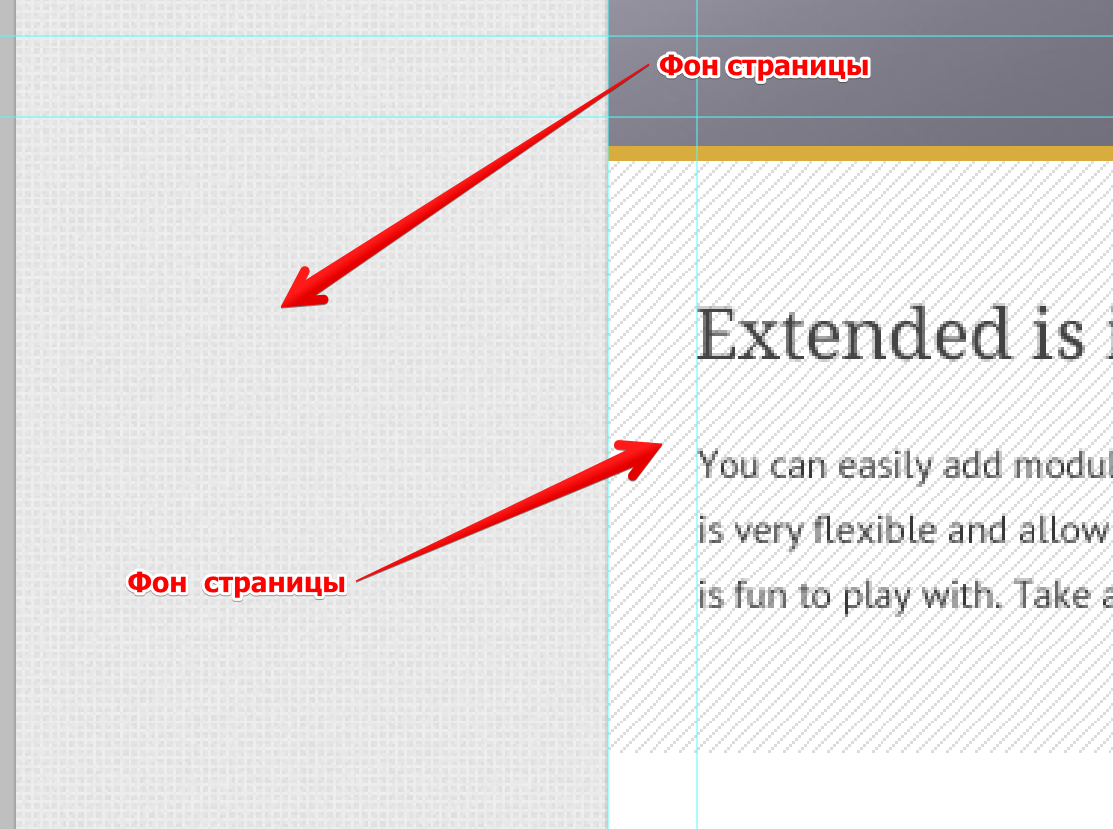 Фон страницы
Extended is
You can easily add modul
is very flexible and allow
Фон страницы
is fun to play with. Take a